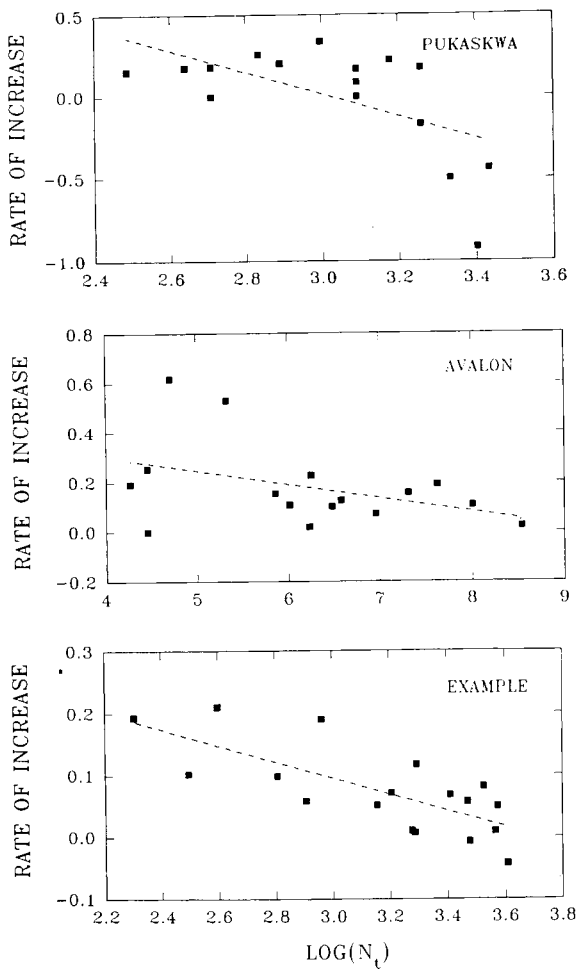 PUKASKWA
RATE OF INCREASE
0.5
0.0
-0.5
-1.0
2.4 2.6 2.8 3.0 3.2 3.4 3.6
AVALON
RATE OF INCREASE
0.8
0.6
0.4
0.2
0.0
-0.2
4 5 6 7 8 9
EXAMPLE
RATE OF INCREASE
0.3
0.2
0.1
0.0
-0.1
2.2 2.4 2.6 2.8 3.0 3.2 3.4 3.6 3.8
LOG(Nt)